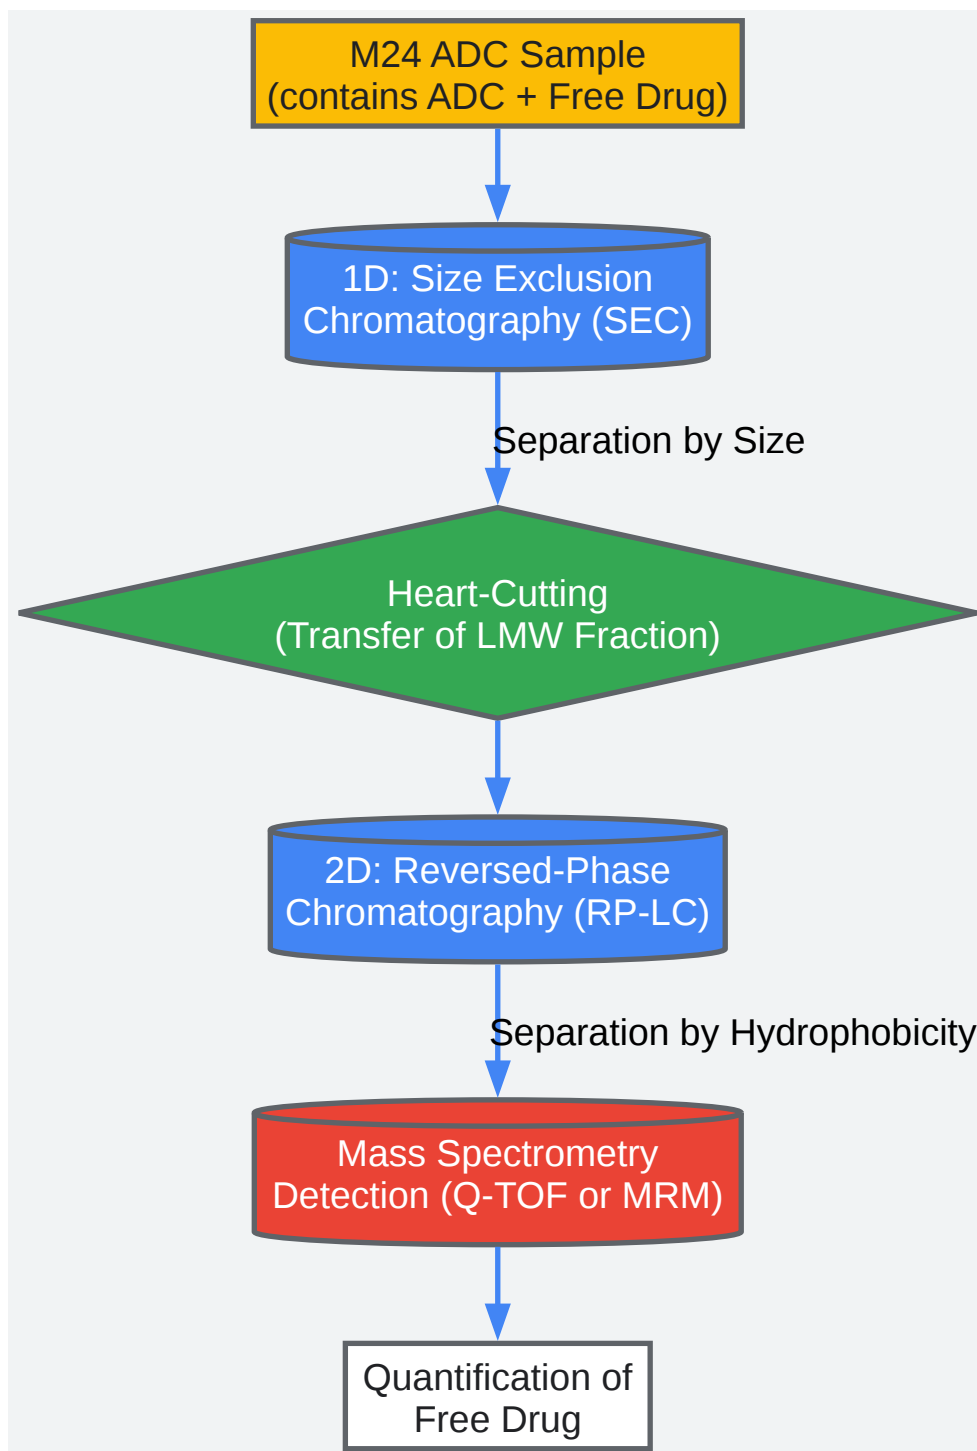 M24 ADC Sample
(contains ADC + Free Drug)
1D: Size Exclusion
Chromatography (SEC)
Separation by Size
Heart-Cutting
(Transfer of LMW Fraction)
2D: Reversed-Phase
Chromatography (RP-LC)
Separation by Hydrophobicity
Mass Spectrometry
Detection (Q-TOF or MRM)
Quantification of
Free Drug